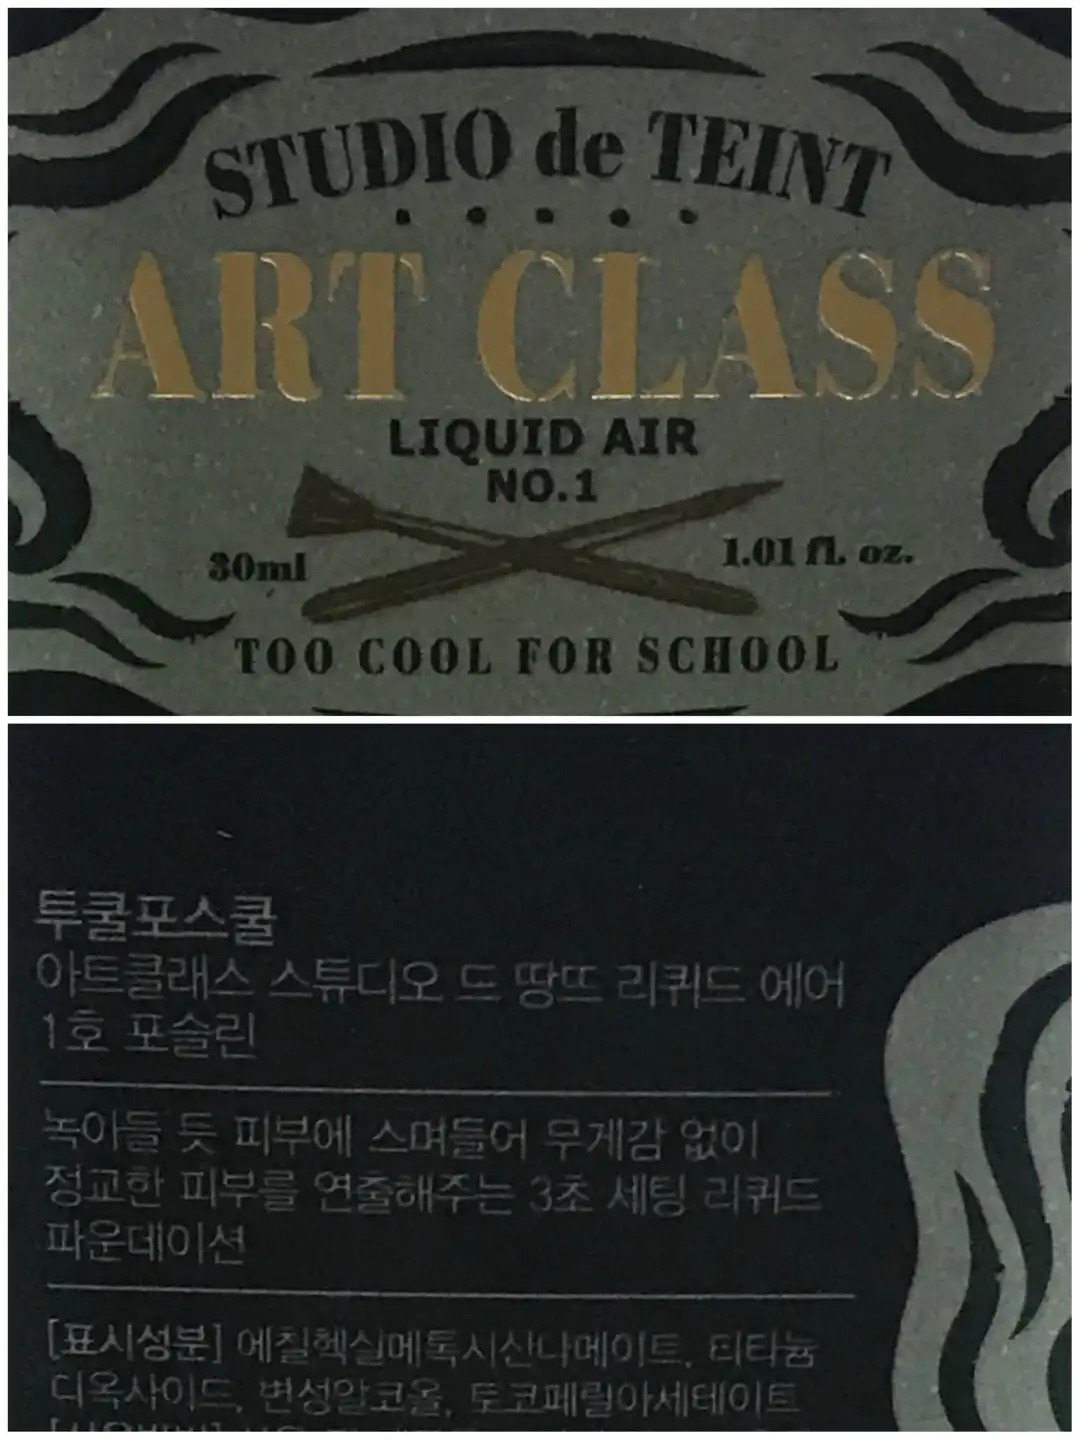 STUDIO de TEINT
ART CLASS
LIQUID AIR
NO.1
30ml
1.01 fl. oz.
TOO COOL FOR SCHOOL
투쿨포스쿨
아트클래스 스튜디오 드 땅뜨 리퀴드 에어
1호 포슬린
녹아들 듯 피부에 스며들어 무게감 없이
정교한 피부를 연출해주는 3초 세팅 리퀴드
파운데이션
[표시성분] 에칠헥실메톡시신나메이트, 티타늄
디옥사이드, 변성알코올, 토코페릴아세테이트